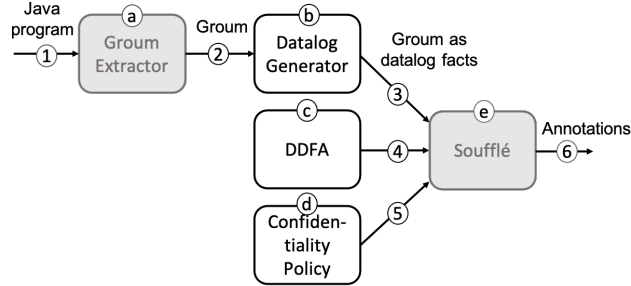 Java
program
1
a
Groum
Extractor
Groum
2
b
Datalog
Generator
Groum as
datalog facts
3
c
DDFA
4
d
Confiden-
tiality
Policy
5
e
Soufflé
Annotations
6